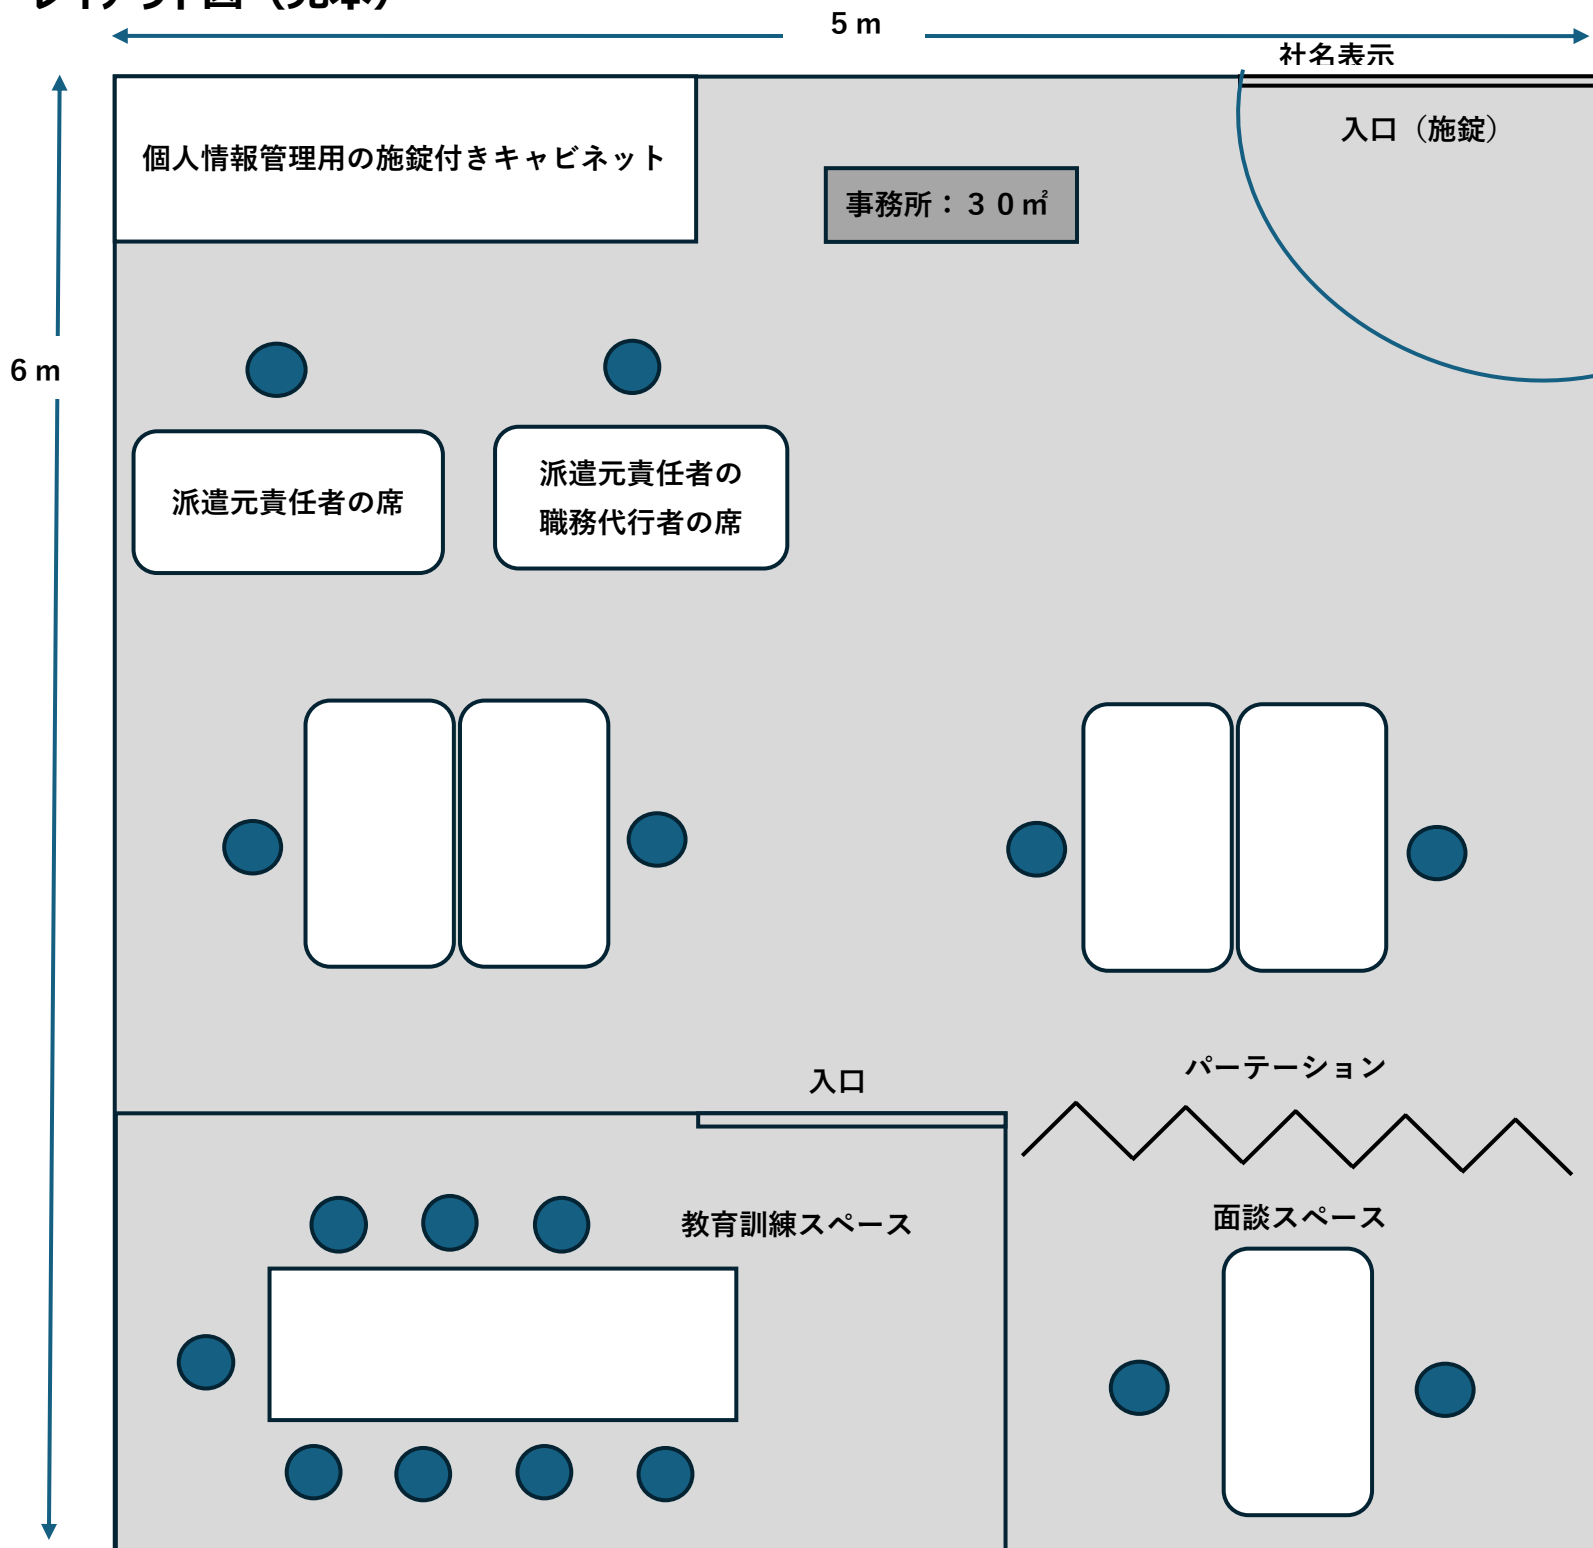 5 m
社名表示
入口（施錠）
個人情報管理用の施錠付きキャビネット
事務所：３０㎡
6 m
派遣元責任者の席
派遣元責任者の
職務代行者の席
パーテーション
入口
面談スペース
教育訓練スペース